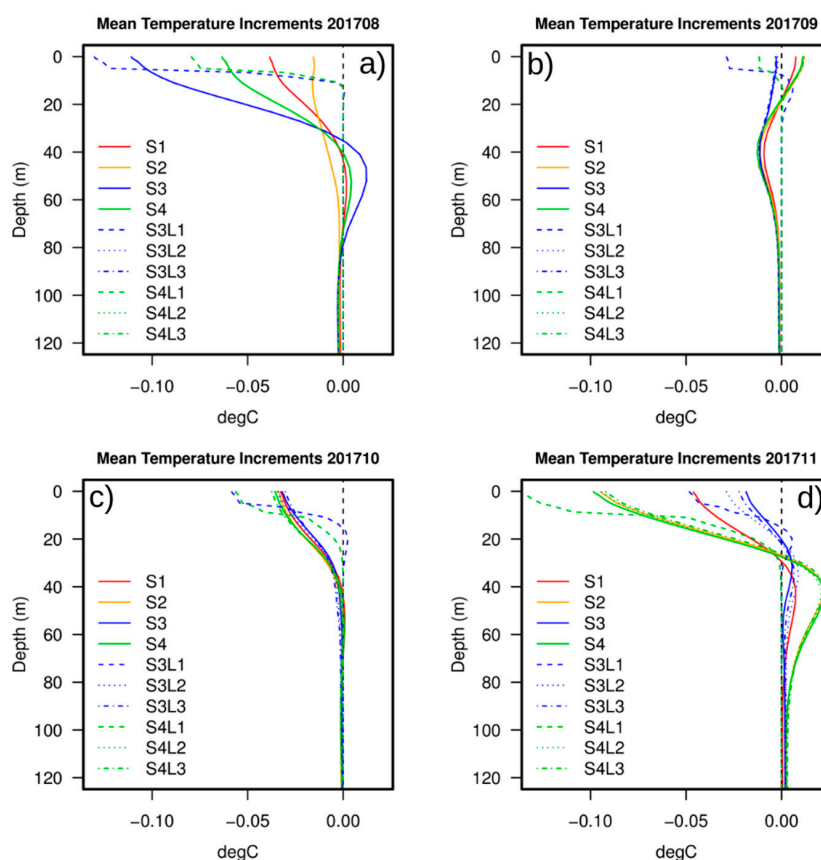 Mean Temperature Increments 201708
a)
0
20
40
60
80
100
120
Depth (m)
S1
S2
S3
S4
S3L1
S3L2
S3L3
S4L1
S4L2
S4L3
−0.10
−0.05
0.00
degC
Mean Temperature Increments 201709
b)
0
20
40
60
80
100
120
Depth (m)
S1
S2
S3
S4
S3L1
S3L2
S3L3
S4L1
S4L2
S4L3
−0.10
−0.05
0.00
degC
Mean Temperature Increments 201710
c)
0
20
40
60
80
100
120
Depth (m)
S1
S2
S3
S4
S3L1
S3L2
S3L3
S4L1
S4L2
S4L3
−0.10
−0.05
0.00
degC
Mean Temperature Increments 201711
d)
0
20
40
60
80
100
120
Depth (m)
S1
S2
S3
S4
S3L1
S3L2
S3L3
S4L1
S4L2
S4L3
−0.10
−0.05
0.00
degC